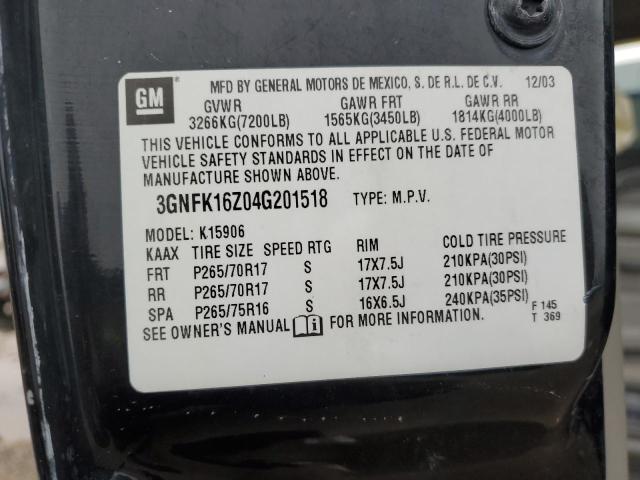 GM MFD BY GENERAL MOTORS DE MEXICO, S. DE R.L. DE C.V. 12/03
GVWR GAWR FRT GAWR RR
3266KG(7200LB) 1565KG(3450LB) 1814KG(4000LB)
THIS VEHICLE CONFORMS TO ALL APPLICABLE U.S. FEDERAL MOTOR
VEHICLE SAFETY STANDARDS IN EFFECT ON THE DATE OF
MANUFACTURE SHOWN ABOVE.
3GNFK16Z04G201518 TYPE: M.P.V.
MODEL: K15906
KAAX TIRE SIZE SPEED RTG RIM COLD TIRE PRESSURE
FRT P265/70R17 S 17X7.5J 210KPA(30PSI)
RR P265/70R17 S 17X7.5J 210KPA(30PSI)
SPA P265/75R16 S 16X6.5J 240KPA(35PSI)
SEE OWNER'S MANUAL i FOR MORE INFORMATION.
F 145
T 369